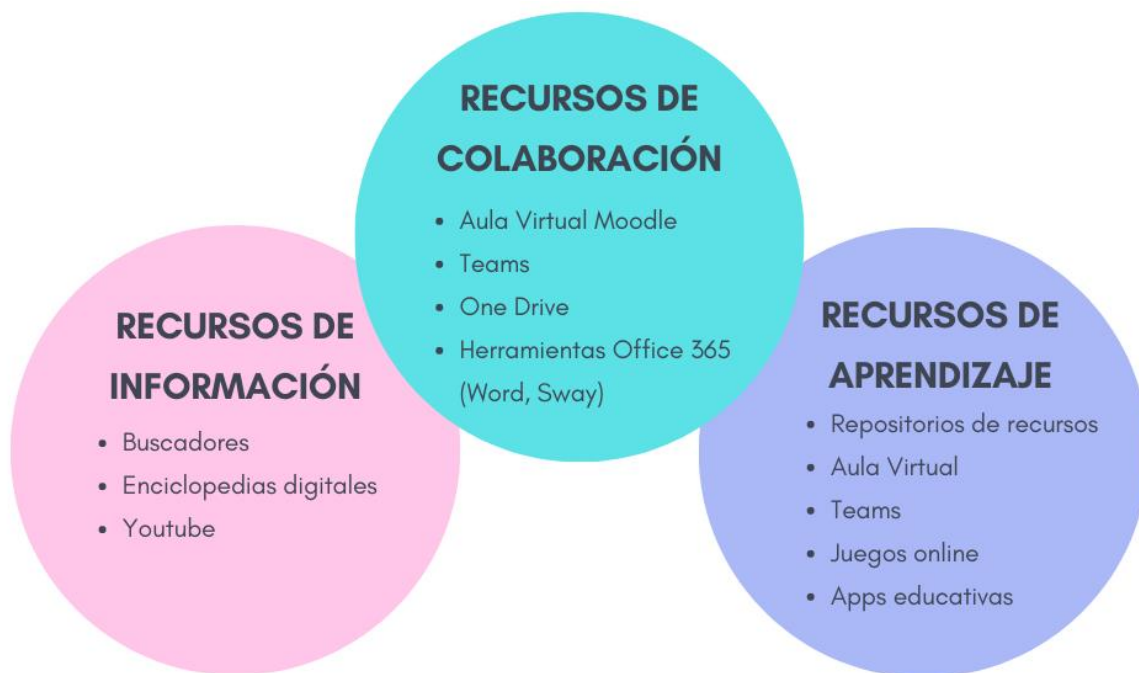 RECURSOS DE
COLABORACIÓN
• Aula Virtual Moodle
• Teams
• One Drive
• Herramientas Office 365
(Word, Sway)
RECURSOS DE
INFORMACIÓN
• Buscadores
• Enciclopedias digitales
• Youtube
RECURSOS DE
APRENDIZAJE
• Repositorios de recursos
• Aula Virtual
• Teams
• Juegos online
• Apps educativas